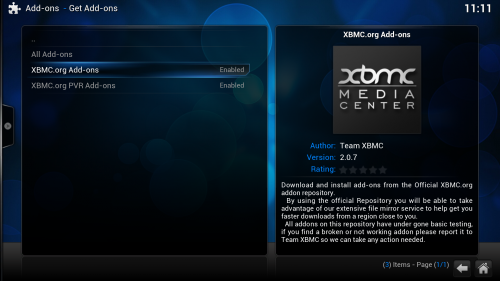 Add-ons - Get Add-ons
11:11
..
All Add-ons
XBMC.org Add-ons Enabled
XBMC.org PVR Add-ons Enabled
XBMC.org Add-ons
xbmc
MEDIA
CENTER
Author: Team XBMC
Version: 2.0.7
Rating:
Download and install add-ons from the Official XBMC.org
addon repository.
By using the official Repository you will be able to take
advantage of our extensive file mirror service to help get you
faster downloads from a region close to you.
All addons on this repository have under gone basic testing,
if you find a broken or not working addon please report it to
Team XBMC so we can take any action needed.
(3) Items - Page (1/1)